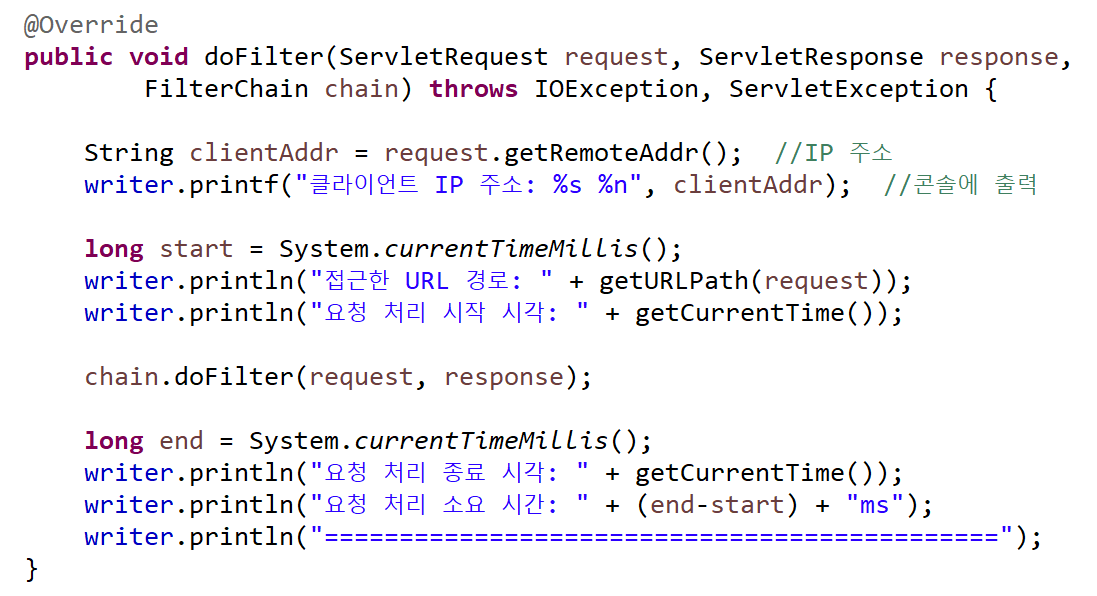 @Override
public void doFilter(ServletRequest request, ServletResponse response,
        FilterChain chain) throws IOException, ServletException {

    String clientAddr = request.getRemoteAddr();  //IP 주소
    writer.printf("클라이언트 IP 주소: %s %n", clientAddr);  //콘솔에 출력

    long start = System.currentTimeMillis();
    writer.println("접근한 URL 경로: " + getURLPath(request));
    writer.println("요청 처리 시작 시각: " + getCurrentTime());

    chain.doFilter(request, response);

    long end = System.currentTimeMillis();
    writer.println("요청 처리 종료 시각: " + getCurrentTime());
    writer.println("요청 처리 소요 시간: " + (end-start) + "ms");
    writer.println("=============================================");
}